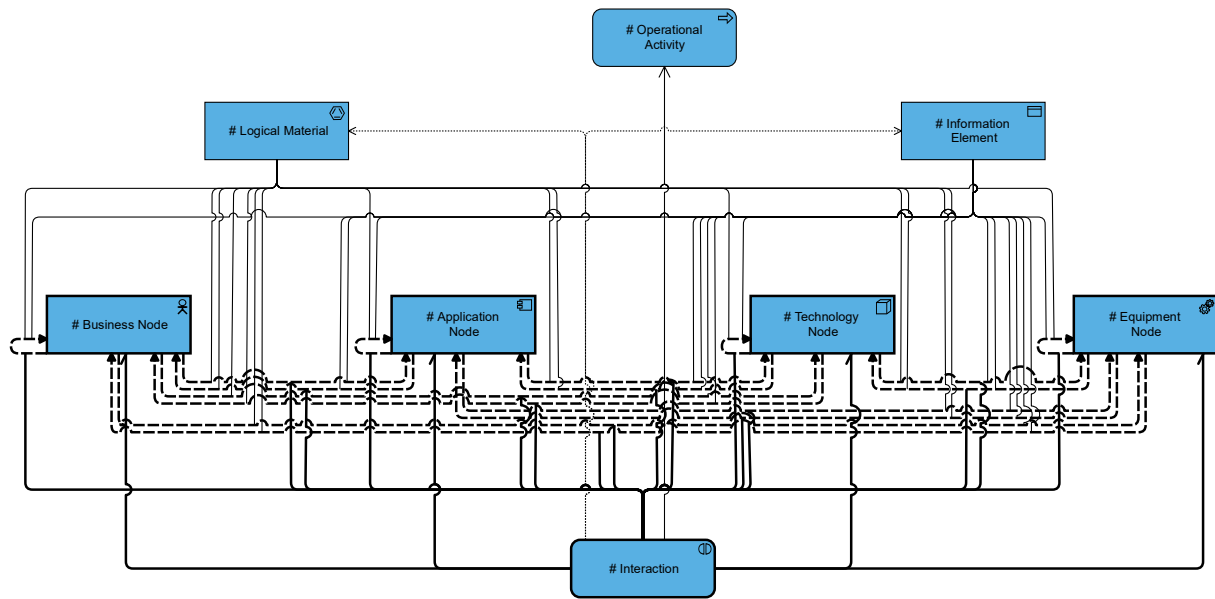 # Operational
Activity
# Logical Material
# Information
Element
# Business Node
# Application
Node
# Technology
Node
# Equipment
Node
# Interaction